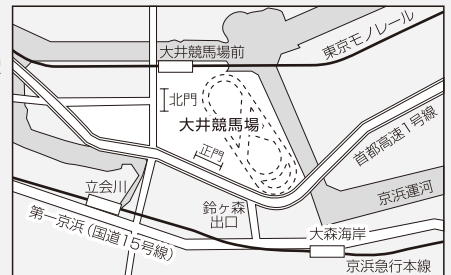 大井競馬場前
東京モノレール
北門
大井競馬場
正門
首都高速1号線
立会川
鈴ヶ森
出口
京浜運河
第一京浜(国道15号線)
大森海岸
京浜急行本線